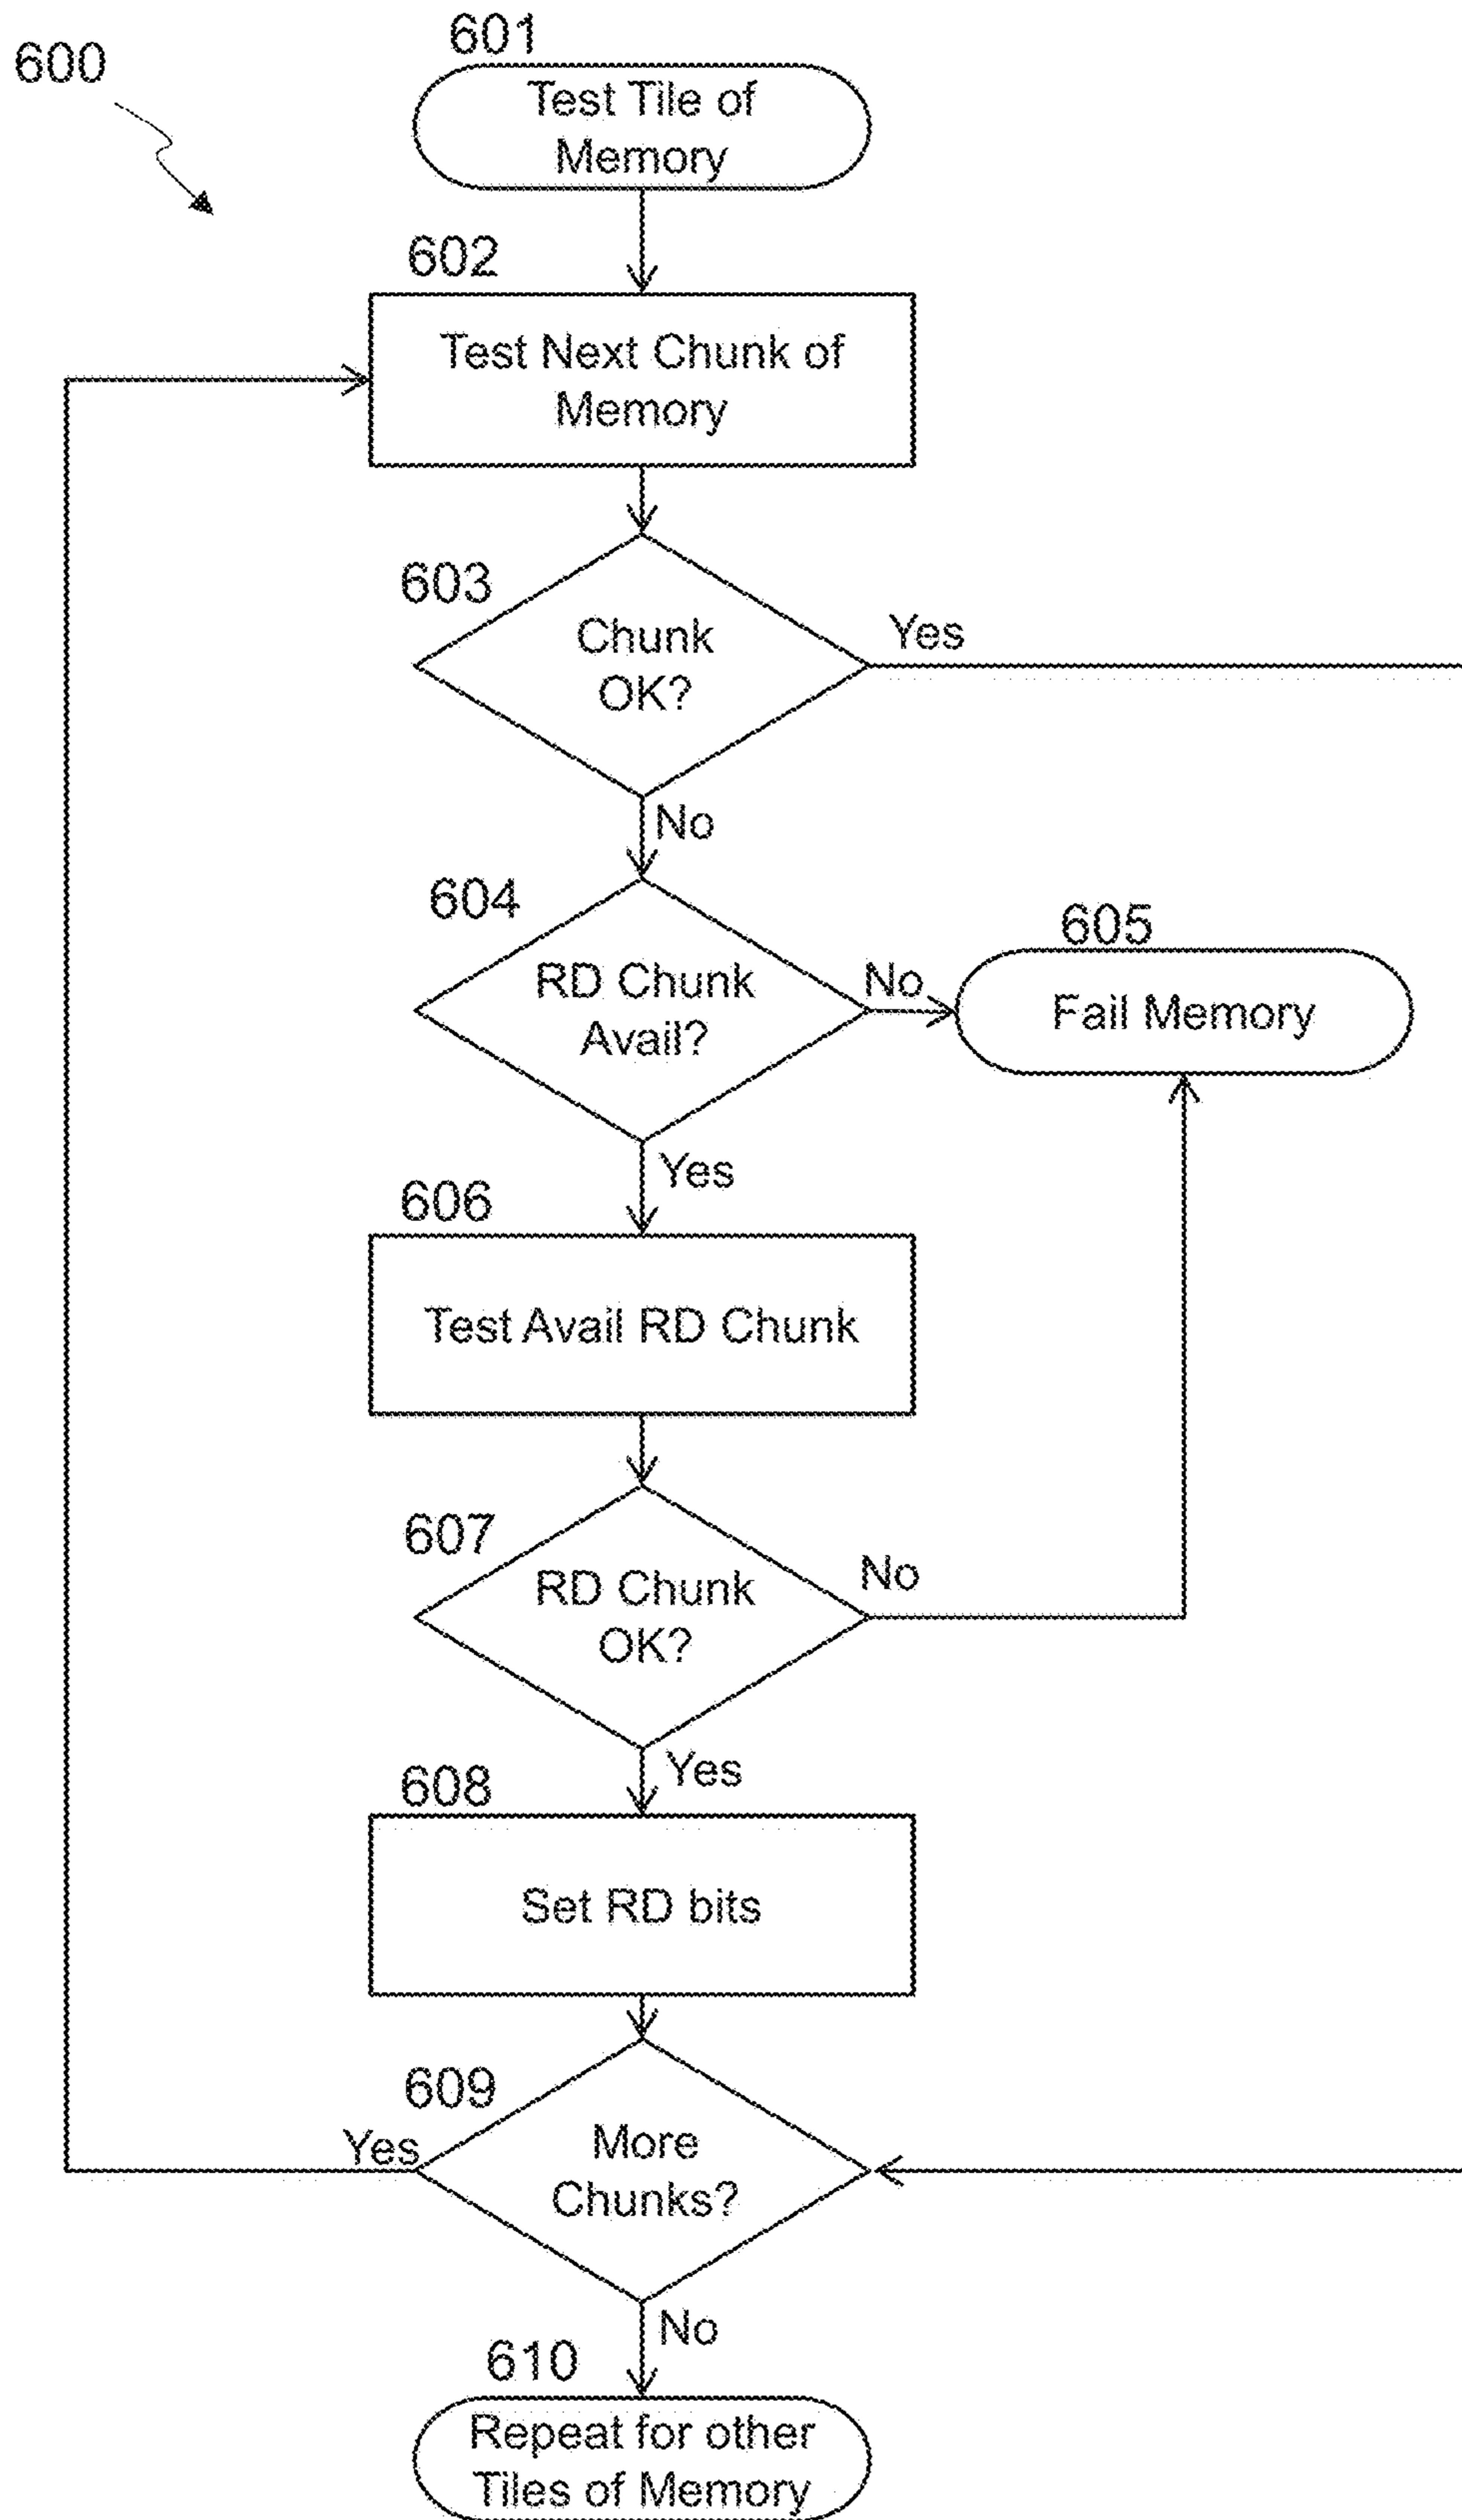 600
601
Test Tile of
Memory
602
Test Next Chunk of
Memory
603
Chunk
OK?
Yes
No
604
RD Chunk
Avail?
No
605
Fail Memory
Yes
606
Test Avail RD Chunk
607
RD Chunk
OK?
No
Yes
608
Set RD bits
609
More
Chunks?
Yes
No
610
Repeat for other
Tiles of Memory